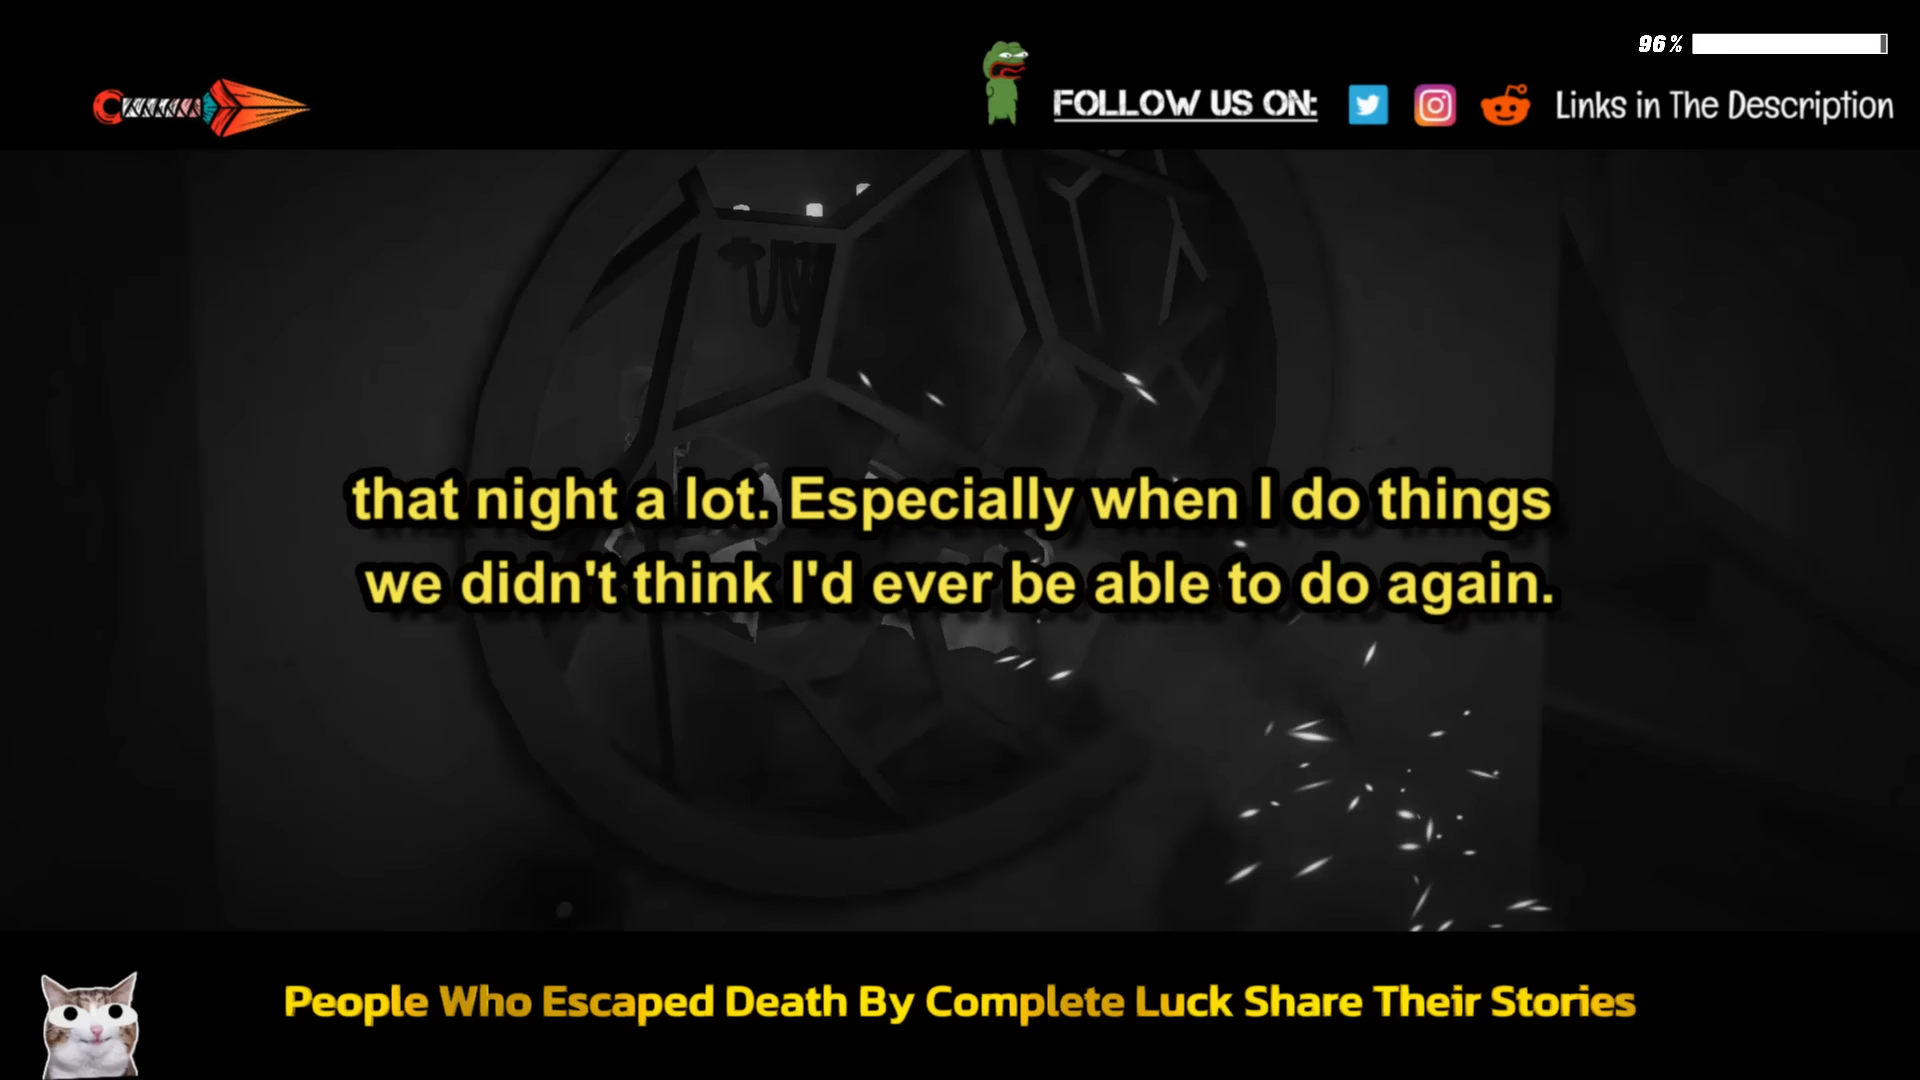 96%
FOLLOW US ON:
Links in The Description
that night a lot. Especially when I do things
we didn't think I'd ever be able to do again.
People Who Escaped Death By Complete Luck Share Their Stories